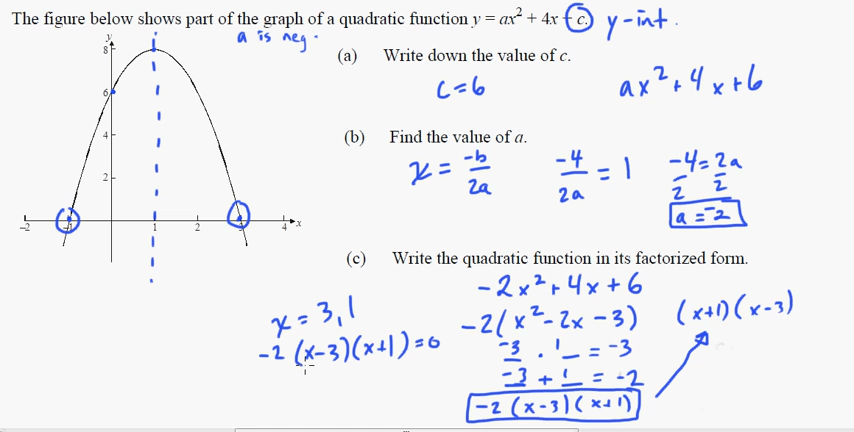 The figure below shows part of the graph of a quadratic function y = ax² + 4x + c. y-int.
a is neg.
y
8
6
4
2
-2 -1 1 2 3 4 x
(a) Write down the value of c.
c=6 ax²+4x+6
(b) Find the value of a.
x = -b/2a -4/2a = 1 -4/2 = 2a/2
a = -2
(c) Write the quadratic function in its factorized form.
-2x²+4x+6
x = 3,1 -2(x²-2x-3) (x+1)(x-3)
-2(x-3)(x+1)=0 -3 · 1 = -3
-3 + 1 = -2
-2(x-3)(x+1)